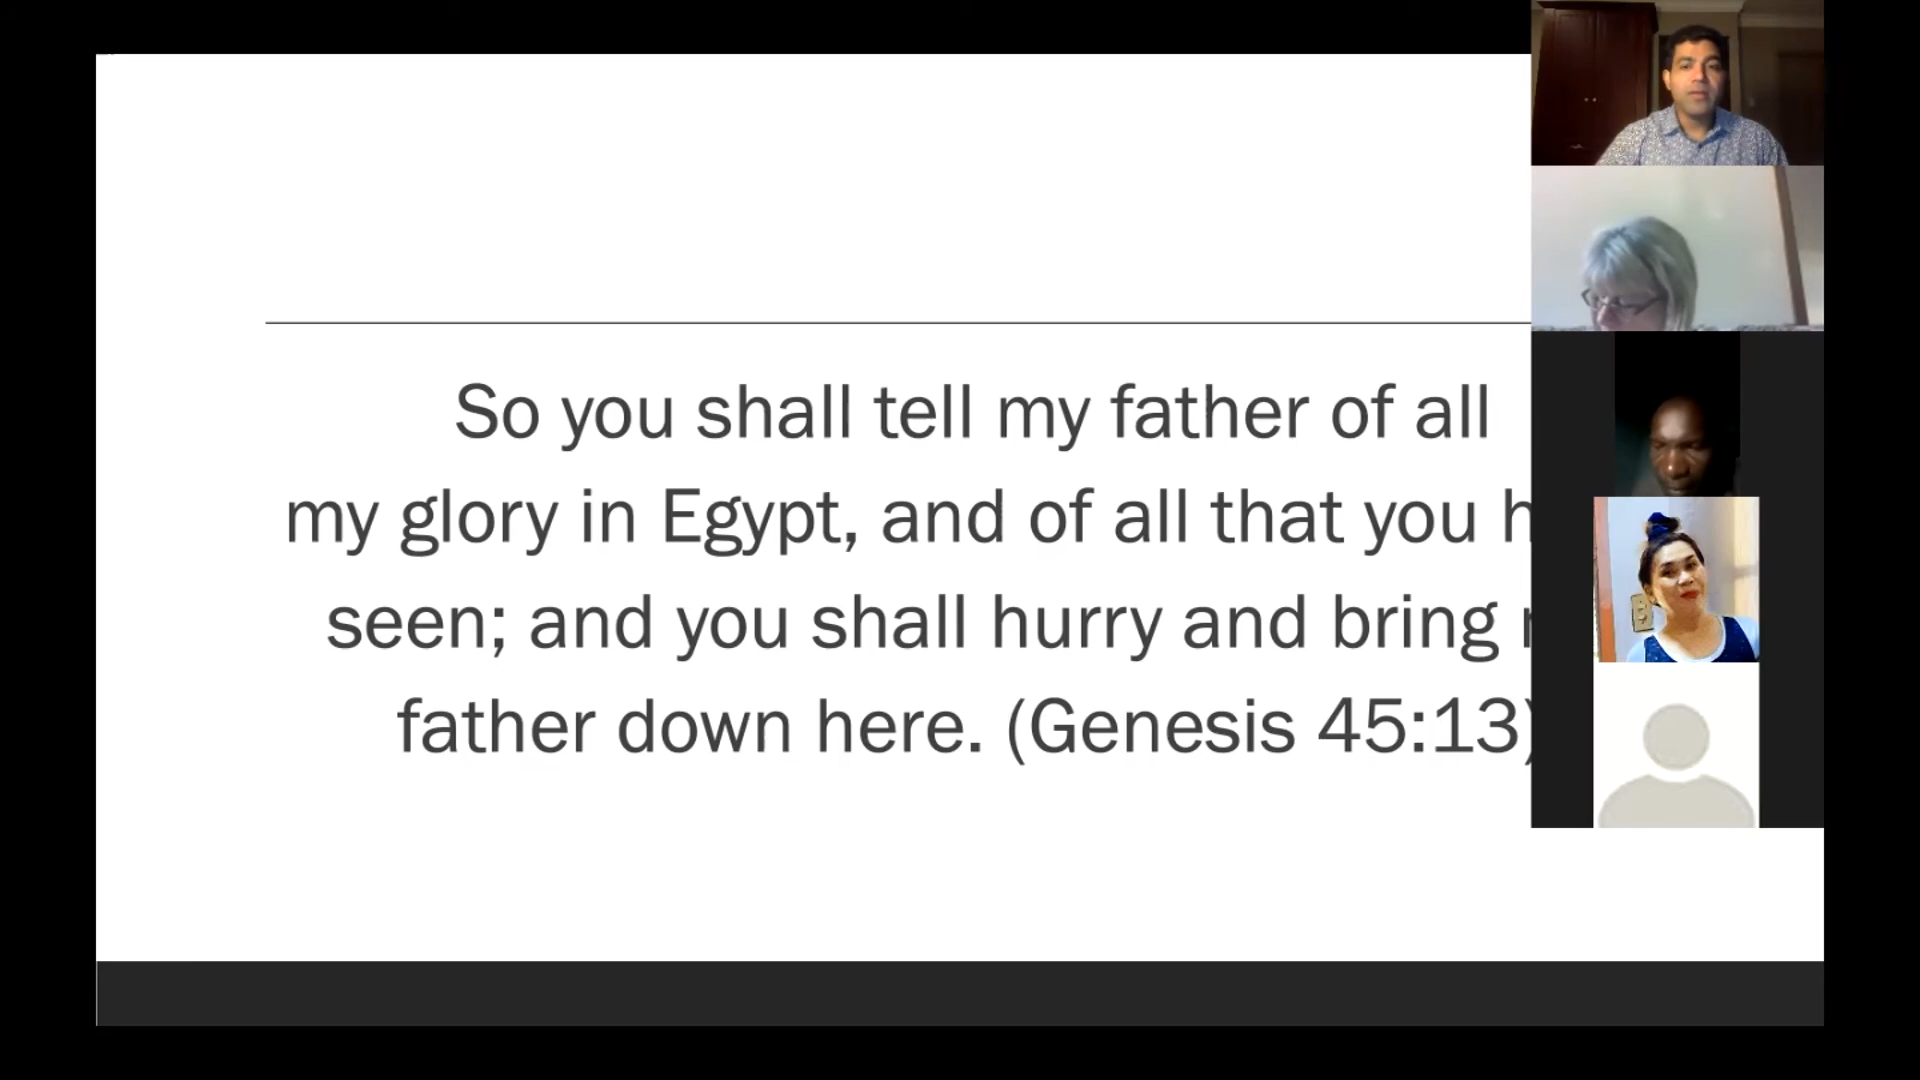 So you shall tell my father of all
my glory in Egypt, and of all that you
seen; and you shall hurry and bring
father down here. (Genesis 45:13)